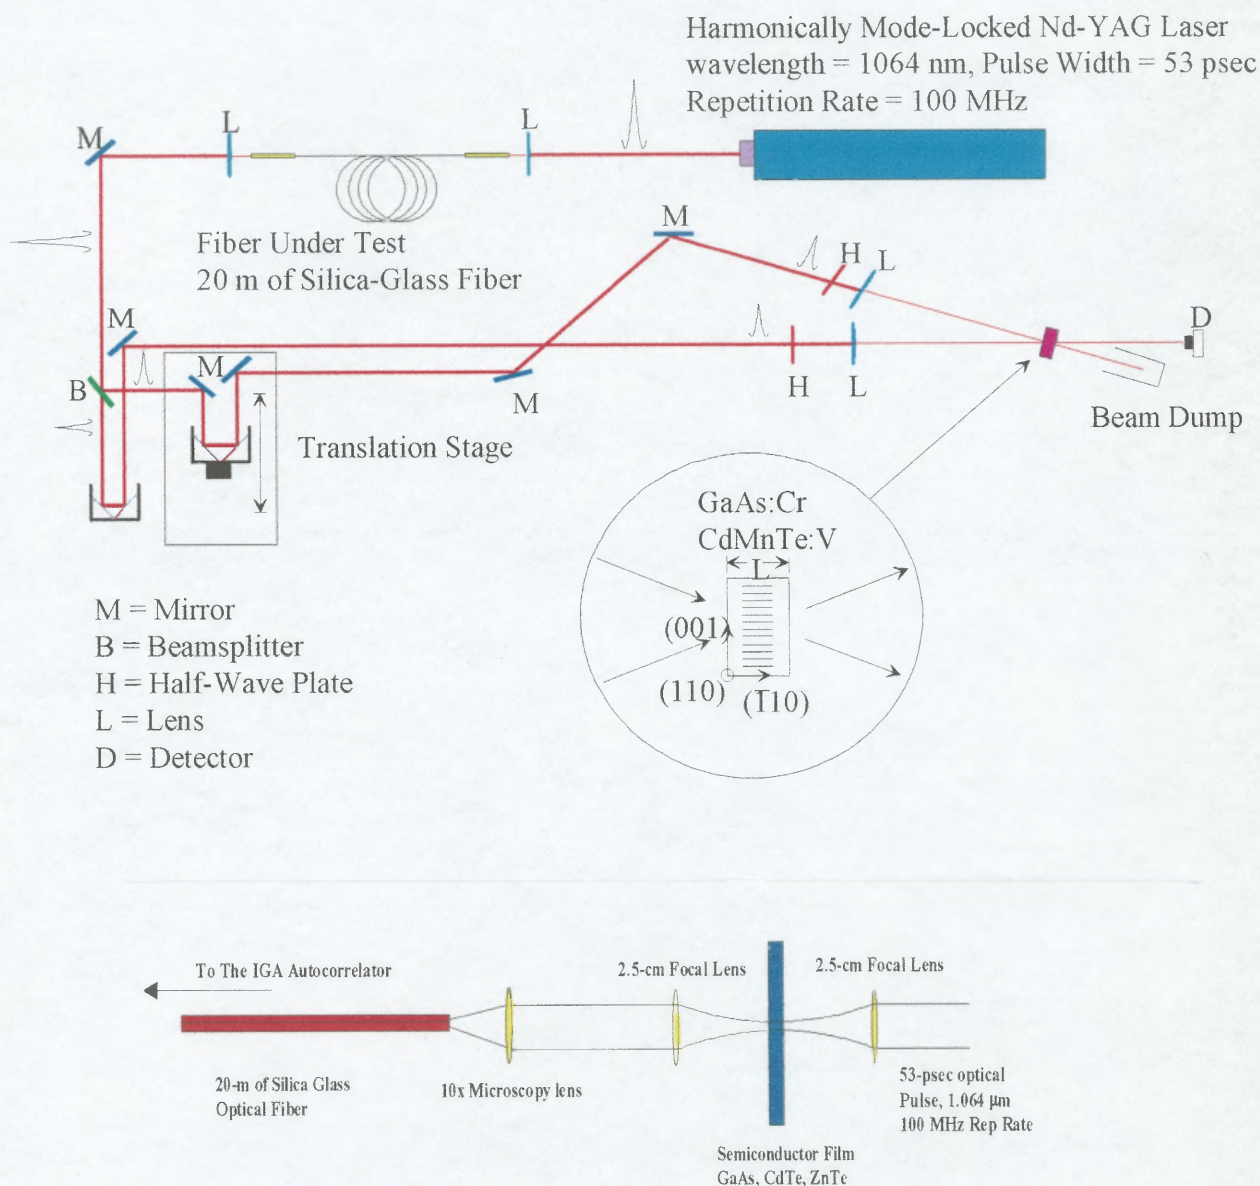 Harmonically Mode-Locked Nd-YAG Laser
wavelength = 1064 nm, Pulse Width = 53 psec
Repetition Rate = 100 MHz
M
L
L
Fiber Under Test
20 m of Silica-Glass Fiber
M
H
L
M
D
M
B
H
L
M
Beam Dump
Translation Stage
GaAs:Cr
CdMnTe:V
L
(001)
(110)
(1̅10)
M = Mirror
B = Beamsplitter
H = Half-Wave Plate
L = Lens
D = Detector
To The IGA Autocorrelator
2.5-cm Focal Lens
2.5-cm Focal Lens
20-m of Silica Glass
Optical Fiber
10x Microscopy lens
53-psec optical
Pulse, 1.064 µm
100 MHz Rep Rate
Semiconductor Film
GaAs, CdTe, ZnTe